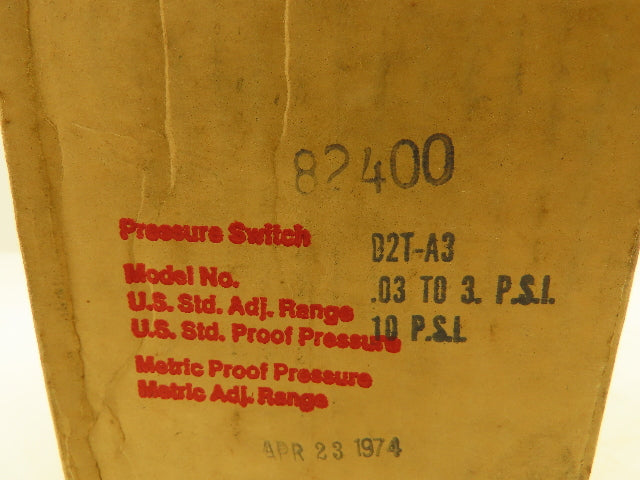 82400
Pressure Switch
Model No. D2T-A3
U.S. Std. Adj. Range .03 TO 3. P.S.I.
U.S. Std. Proof Pressure 10 P.S.I.
Metric Proof Pressure
Metric Adj. Range
APR 23 1974